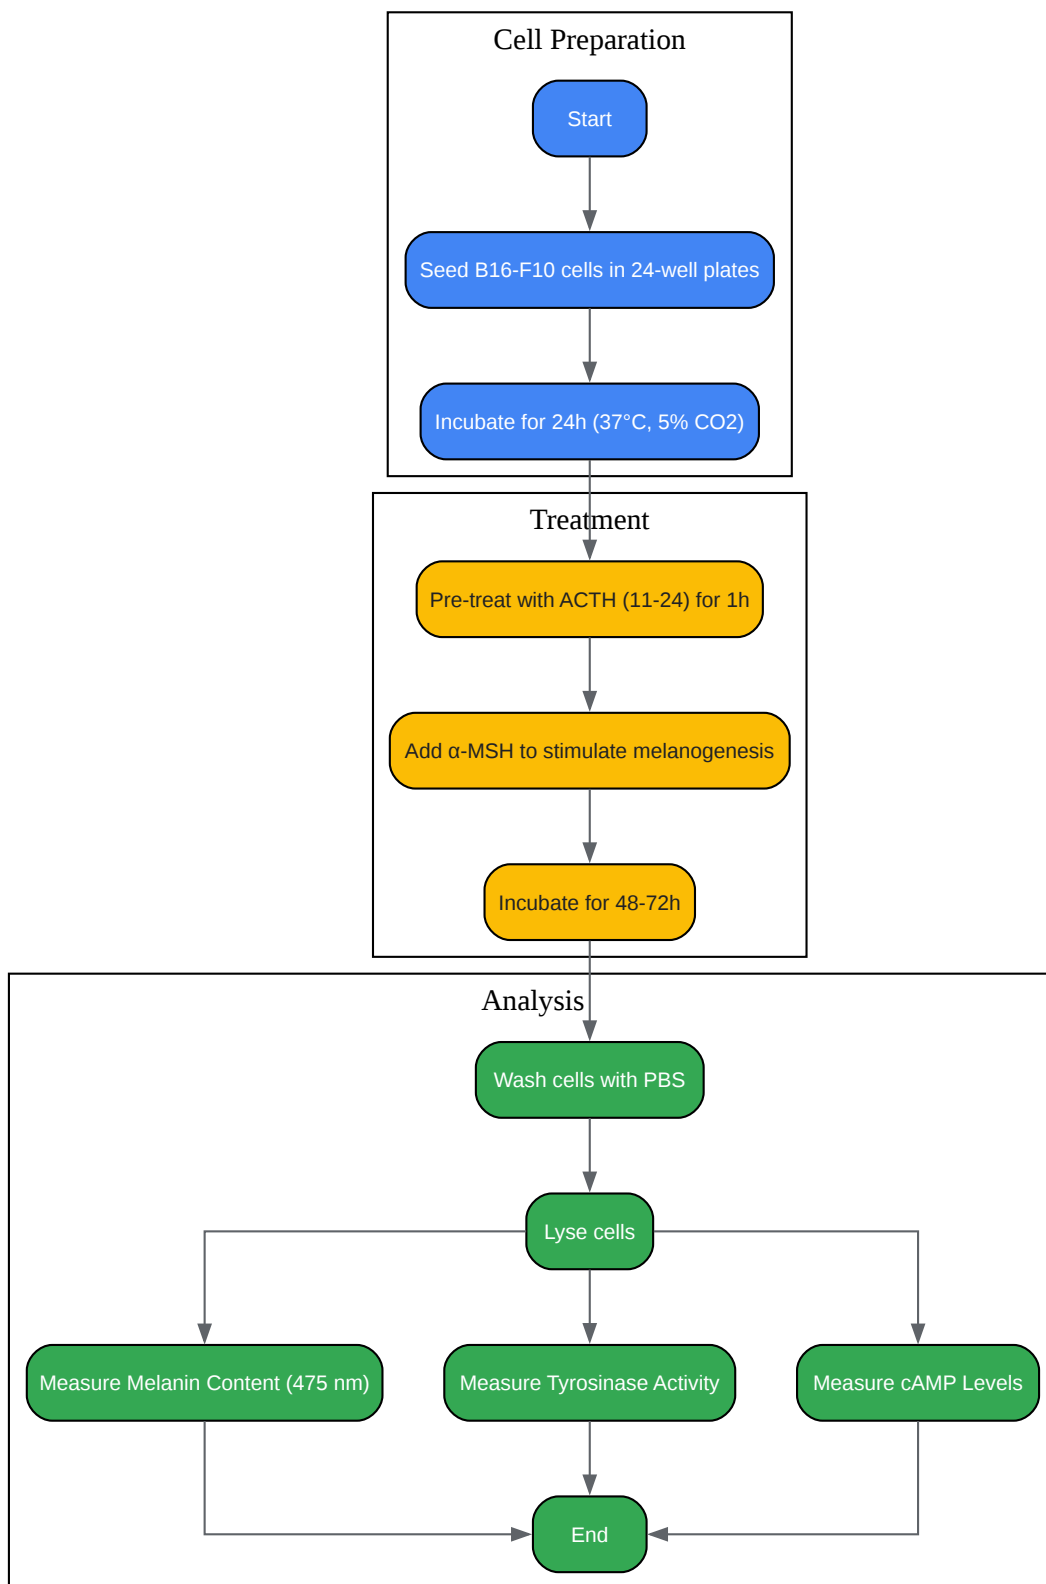 Cell Preparation
Start
Seed B16-F10 cells in 24-well plates
Incubate for 24h (37°C, 5% CO2)
Treatment
Pre-treat with ACTH (11-24) for 1h
Add α-MSH to stimulate melanogenesis
Incubate for 48-72h
Analysis
Wash cells with PBS
Lyse cells
Measure Melanin Content (475 nm)
Measure Tyrosinase Activity
Measure cAMP Levels
End